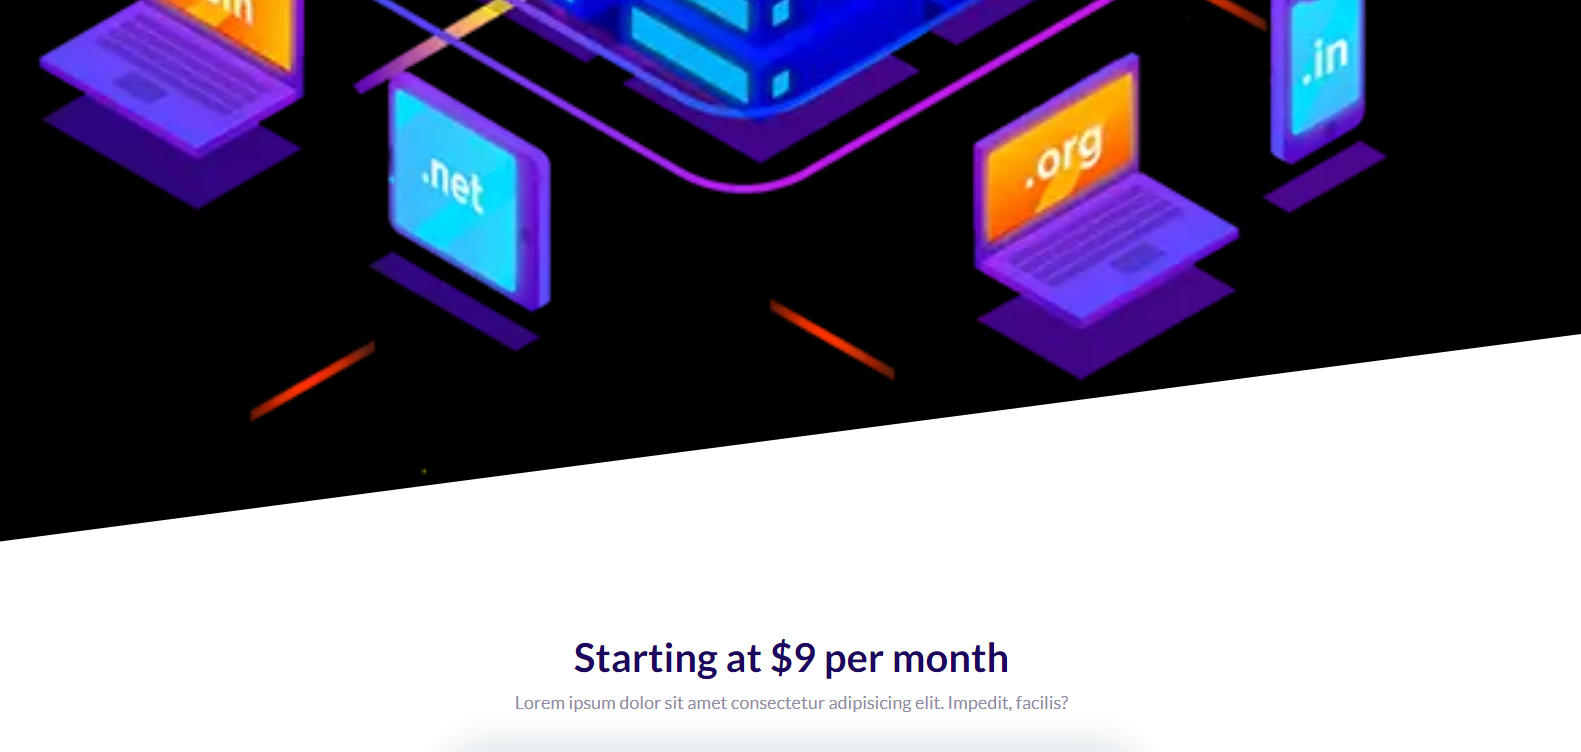 .in
.org
.net
Starting at $9 per month
Lorem ipsum dolor sit amet consectetur adipisicing elit. Impedit, facilis?